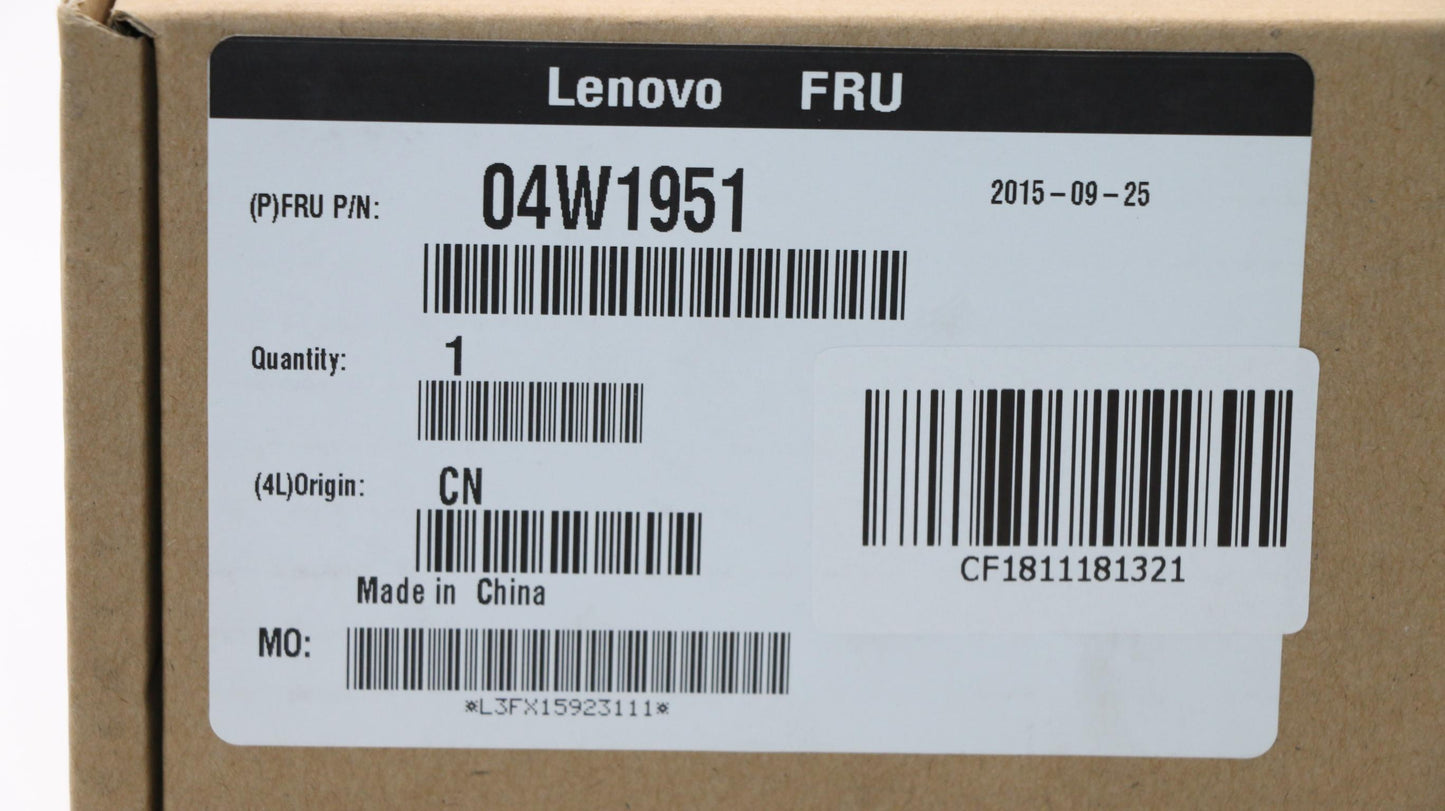 Lenovo FRU
(P)FRU P/N: 04W1951 2015-09-25
Quantity: 1
(4L)Origin: CN
Made in China
CF1811181321
MO:
*L3FX15923111*